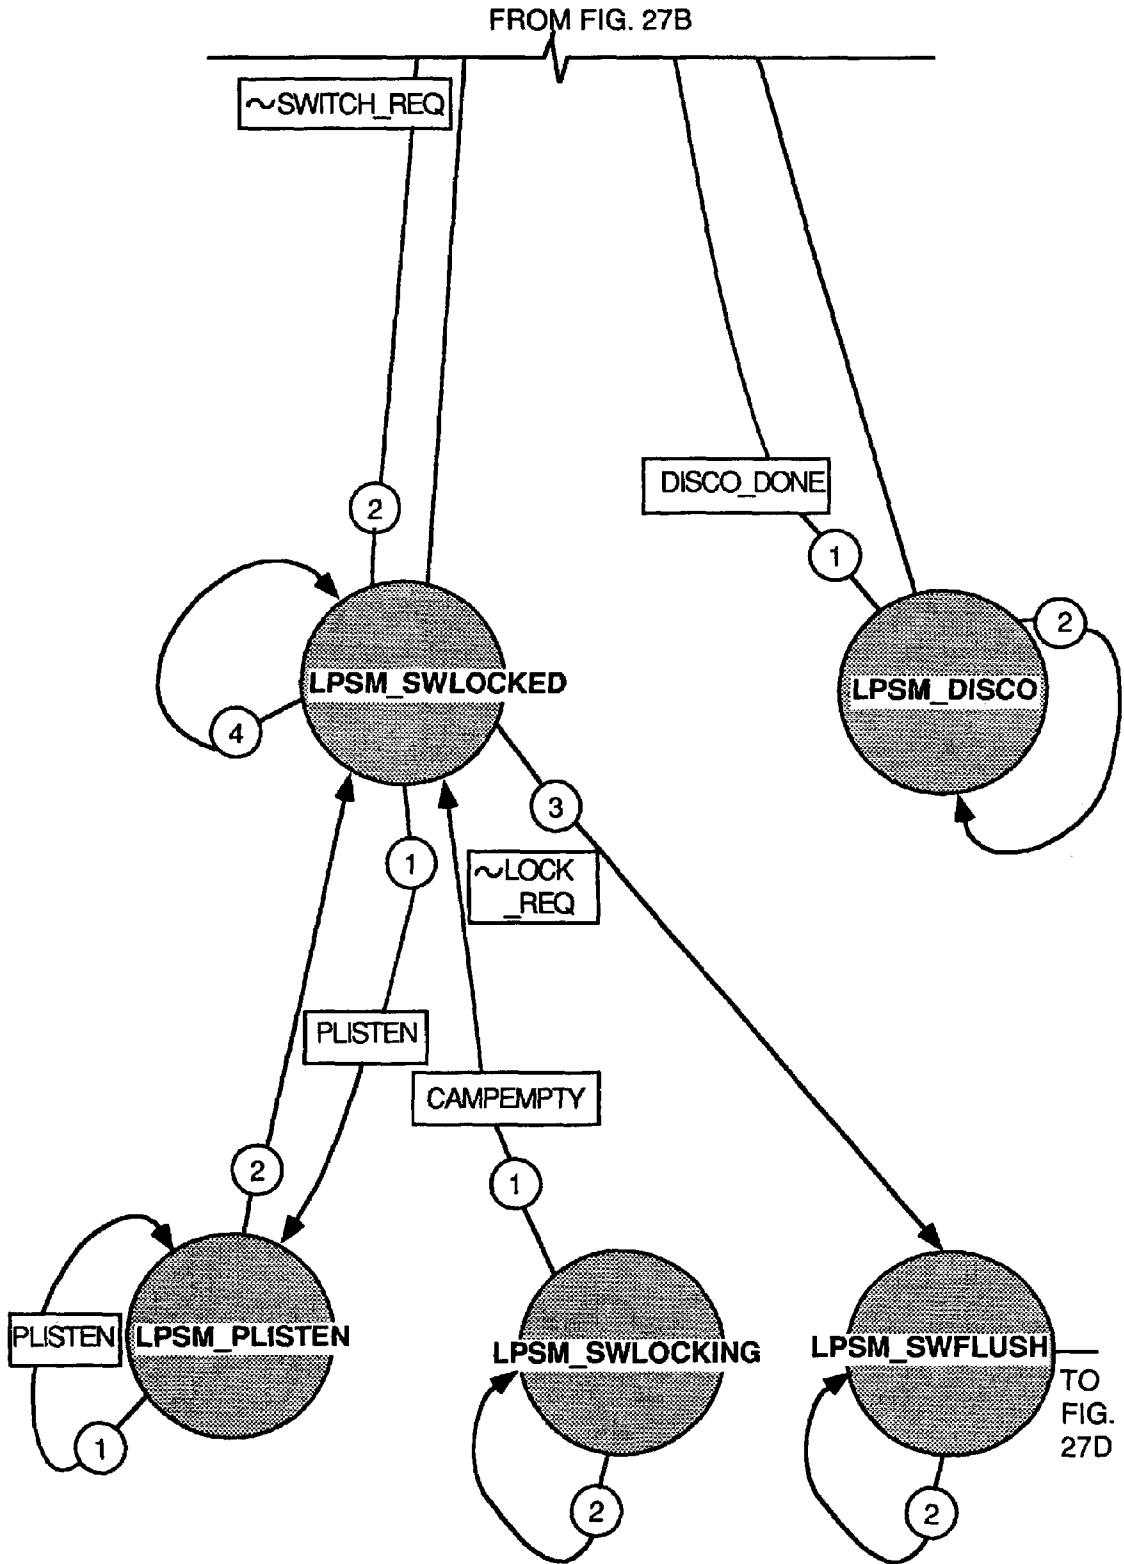 FROM FIG. 27B
~SWITCH_REQ
DISCO_DONE
2
1
2
LPSM_SWLOCKED
LPSM_DISCO
4
3
1
~LOCK
_REQ
PLISTEN
CAMPEMPTY
2
1
PLISTEN
LPSM_PLISTEN
LPSM_SWLOCKING
LPSM_SWFLUSH
TO
FIG.
27D
1
2
2